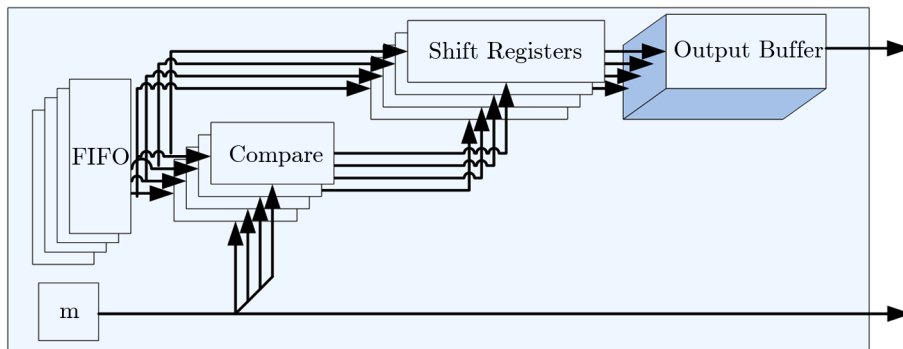 Shift Registers
Output Buffer
FIFO
Compare
m